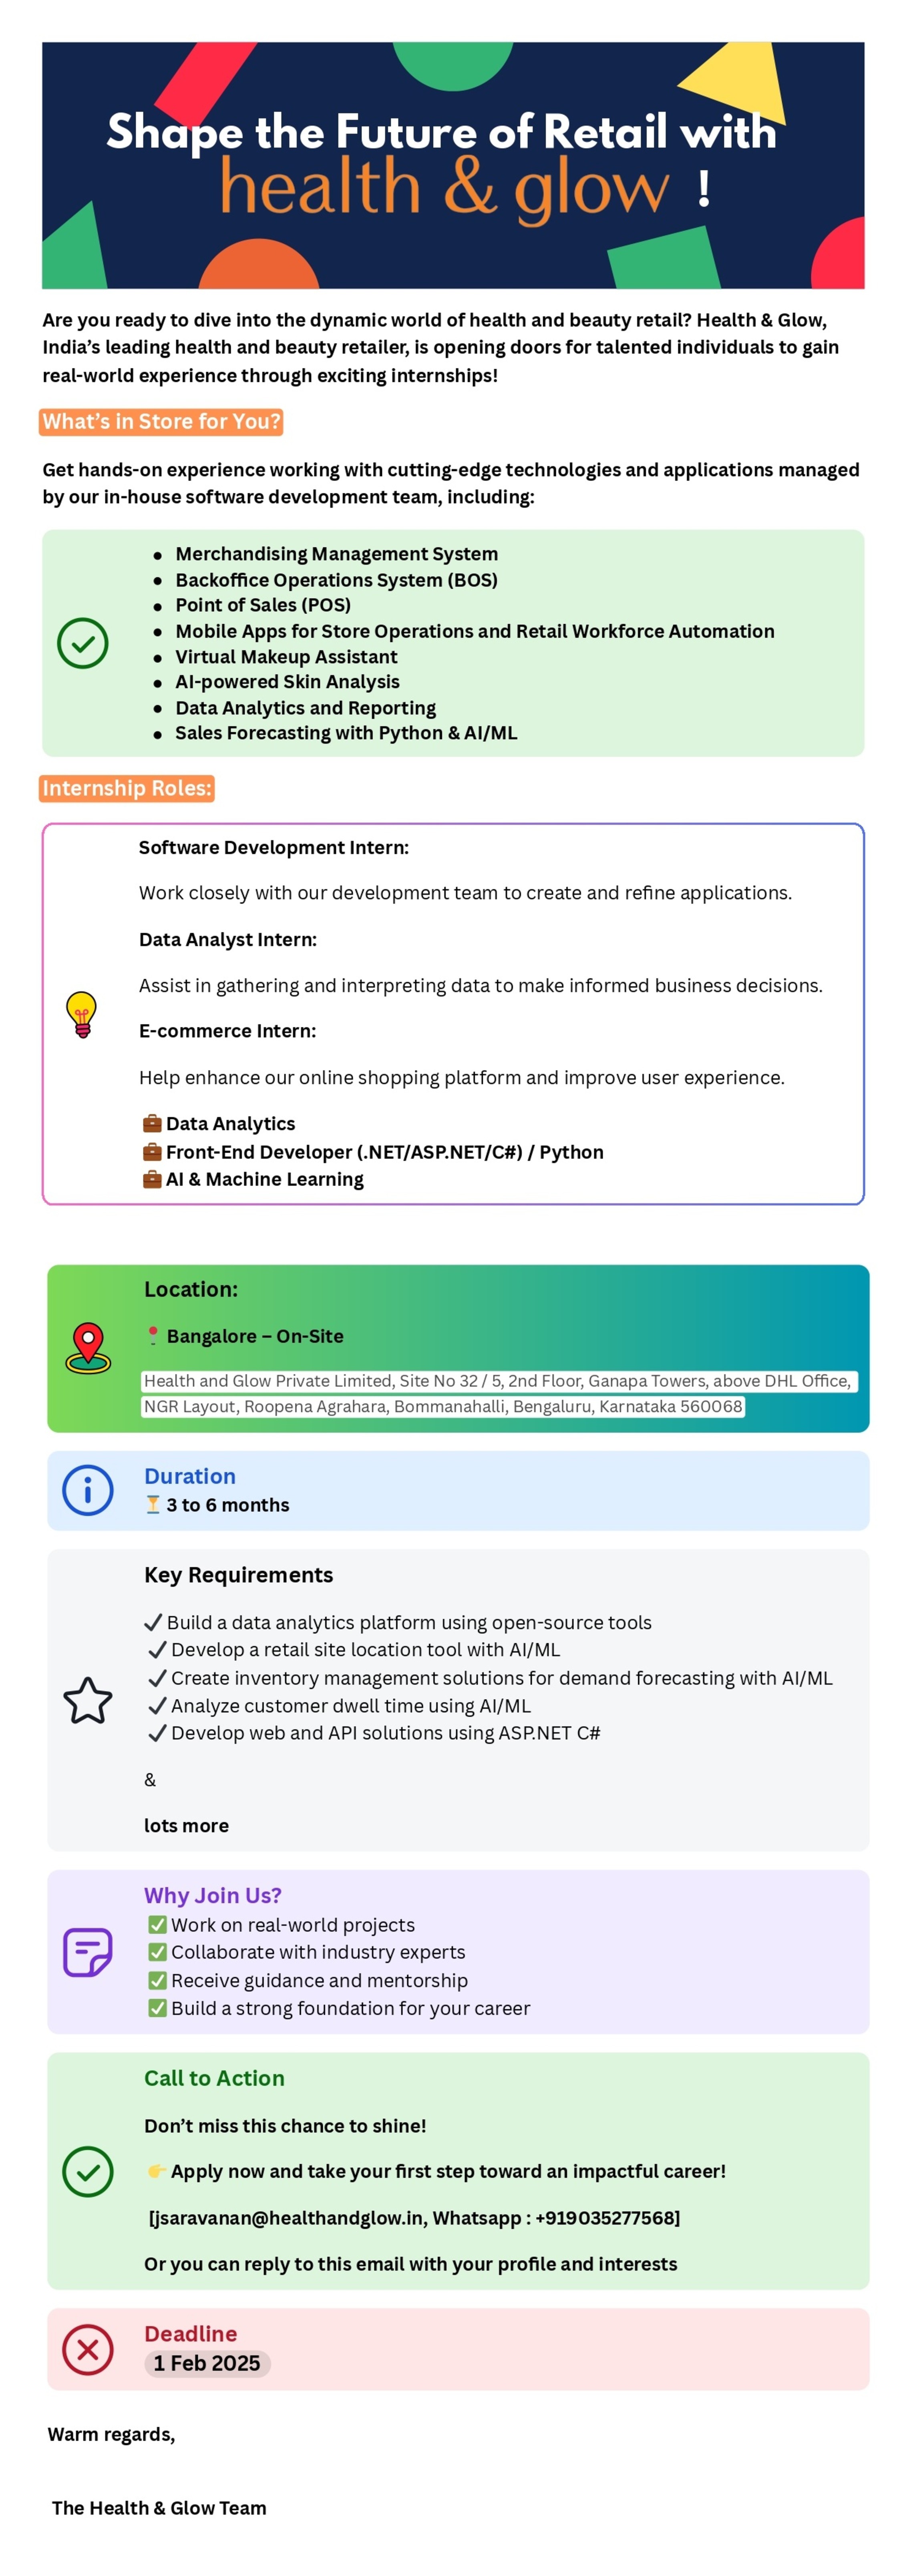 Shape the Future of Retail with
health & glow !
Are you ready to dive into the dynamic world of health and beauty retail? Health & Glow,
India's leading health and beauty retailer, is opening doors for talented individuals to gain
real-world experience through exciting internships!
What's in Store for You?
Get hands-on experience working with cutting-edge technologies and applications managed
by our in-house software development team, including:
● Merchandising Management System
● Backoffice Operations System (BOS)
● Point of Sales (POS)
● Mobile Apps for Store Operations and Retail Workforce Automation
● Virtual Makeup Assistant
● AI-powered Skin Analysis
● Data Analytics and Reporting
● Sales Forecasting with Python & AI/ML
Internship Roles:
Software Development Intern:
Work closely with our development team to create and refine applications.
Data Analyst Intern:
Assist in gathering and interpreting data to make informed business decisions.
E-commerce Intern:
Help enhance our online shopping platform and improve user experience.
💼 Data Analytics
💼 Front-End Developer (.NET/ASP.NET/C#) / Python
💼 AI & Machine Learning
Location:
📍 Bangalore – On-Site
Health and Glow Private Limited, Site No 32 / 5, 2nd Floor, Ganapa Towers, above DHL Office,
NGR Layout, Roopena Agrahara, Bommanahalli, Bengaluru, Karnataka 560068
Duration
⏳ 3 to 6 months
Key Requirements
✔ Build a data analytics platform using open-source tools
✔ Develop a retail site location tool with AI/ML
✔ Create inventory management solutions for demand forecasting with AI/ML
✔ Analyze customer dwell time using AI/ML
✔ Develop web and API solutions using ASP.NET C#
&
lots more
Why Join Us?
✅ Work on real-world projects
✅ Collaborate with industry experts
✅ Receive guidance and mentorship
✅ Build a strong foundation for your career
Call to Action
Don't miss this chance to shine!
👉 Apply now and take your first step toward an impactful career!
[jsaravanan@healthandglow.in, Whatsapp : +919035277568]
Or you can reply to this email with your profile and interests
Deadline
1 Feb 2025
Warm regards,
The Health & Glow Team